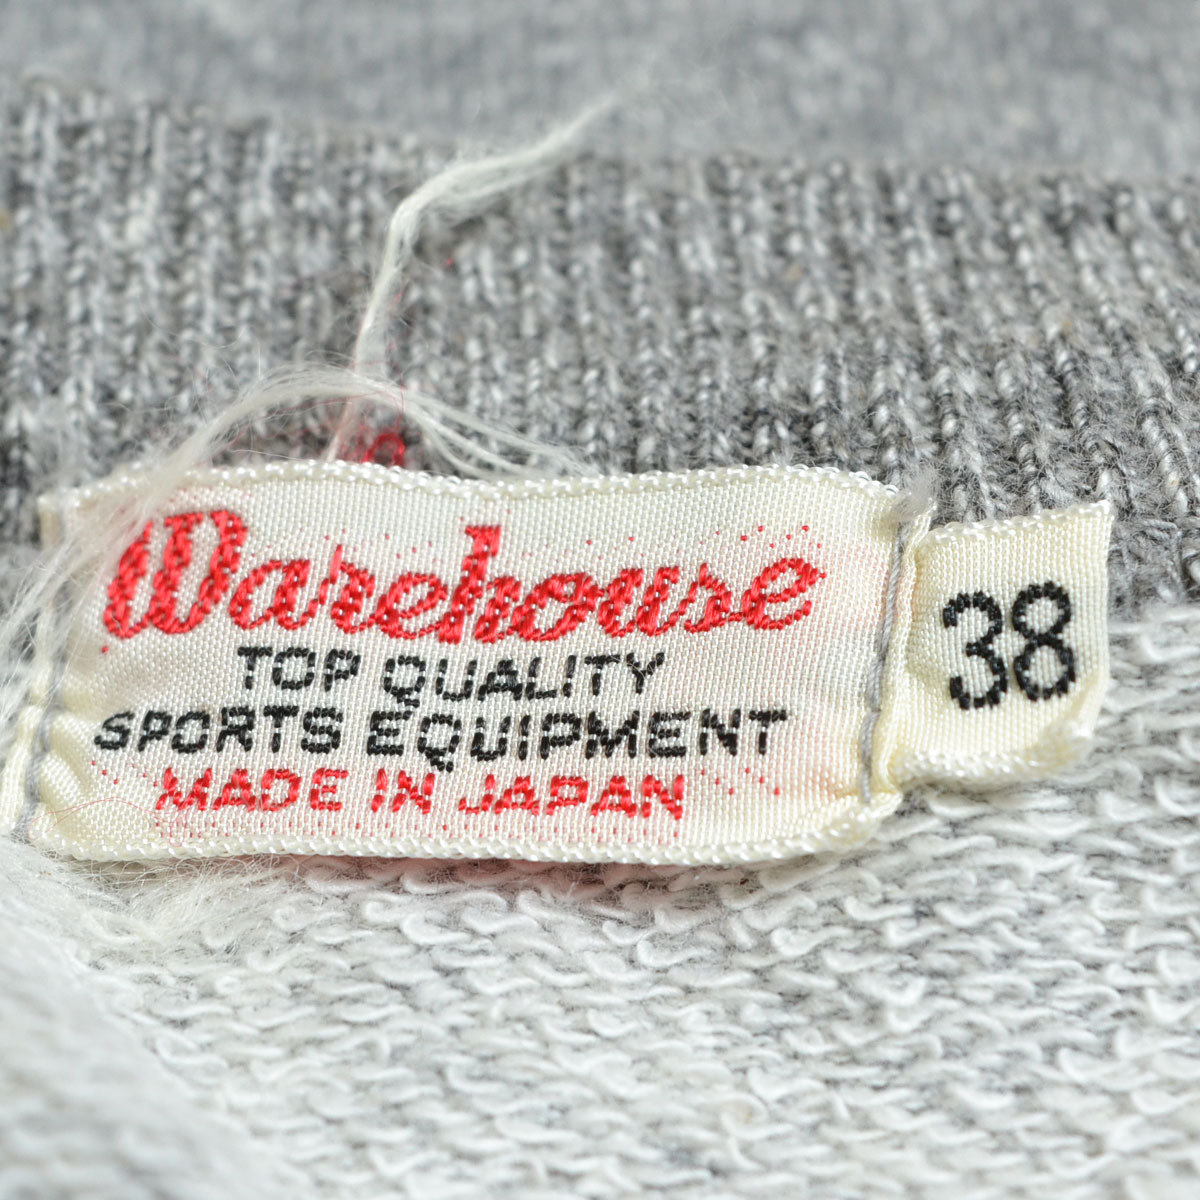 Warehouse
TOP QUALITY
SPORTS EQUIPMENT
MADE IN JAPAN
38